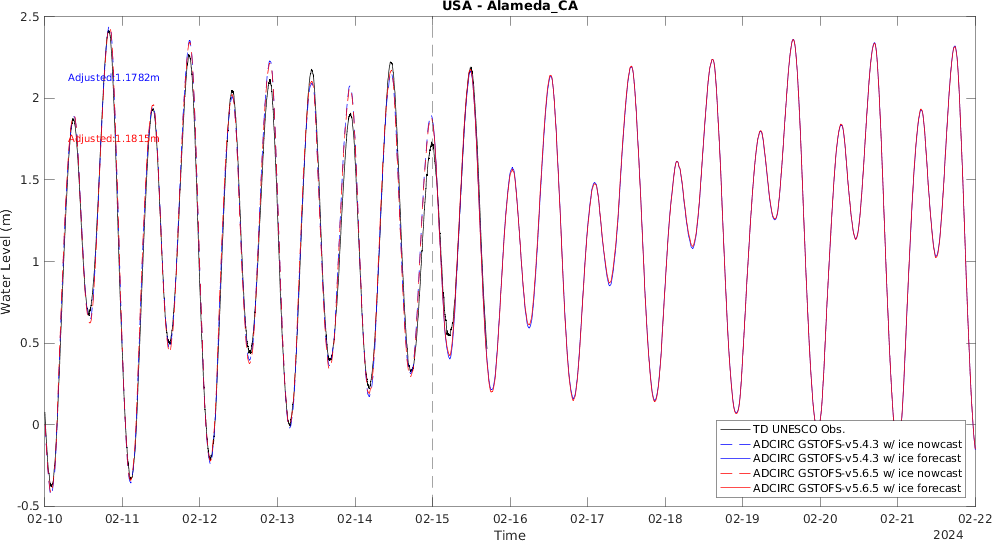 USA - Alameda_CA
2.5
2
1.5
1
0.5
0
-0.5
Water Level (m)
Adjusted:1.1782m
Adjusted:1.1815m
TD UNESCO Obs.
ADCIRC GSTOFS-v5.4.3 w/ ice nowcast
ADCIRC GSTOFS-v5.4.3 w/ ice forecast
ADCIRC GSTOFS-v5.6.5 w/ ice nowcast
ADCIRC GSTOFS-v5.6.5 w/ ice forecast
02-10 02-11 02-12 02-13 02-14 02-15 02-16 02-17 02-18 02-19 02-20 02-21 02-22
Time
2024